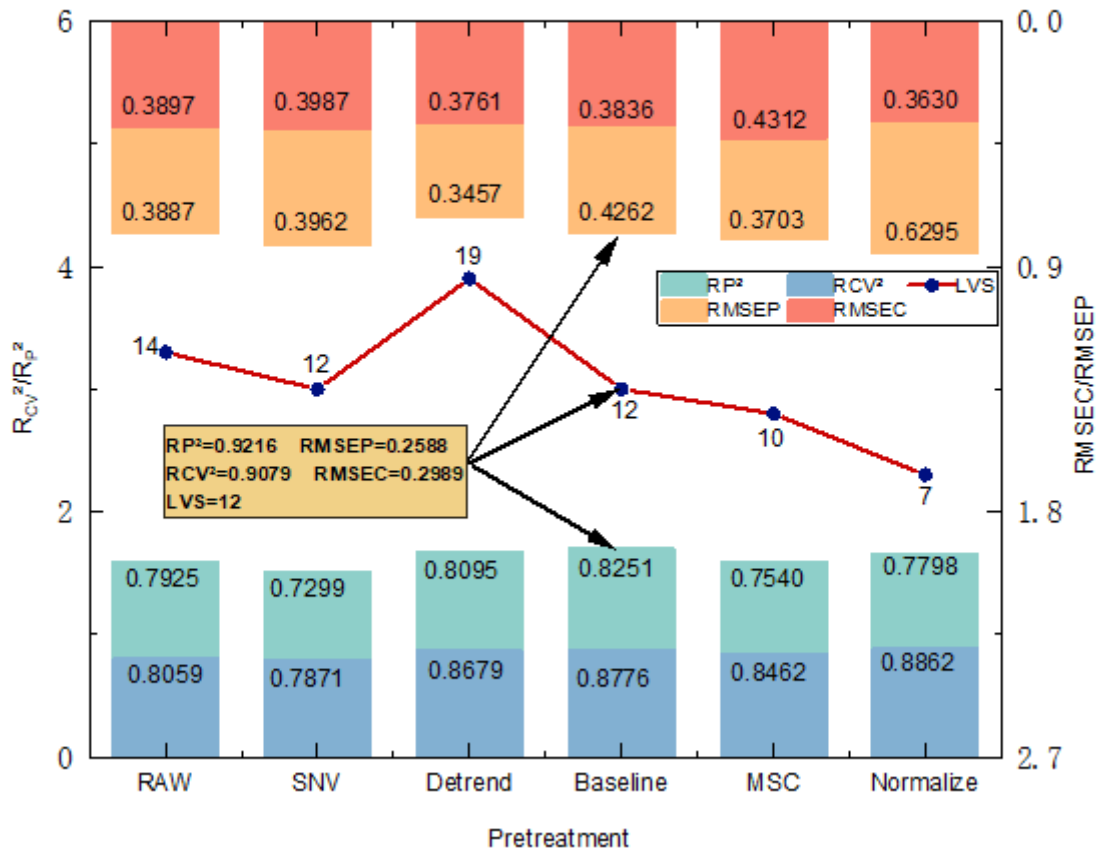 6
0.0
0.3897 0.3987 0.3761 0.3836 0.4312 0.3630
0.3887 0.3962 0.3457 0.4262 0.3703 0.6295
4
0.9
RP² RCV² LVS
RMSEP RMSEC
14 12 19 12 10 7
RP²=0.9216 RMSEP=0.2588
RCV²=0.9079 RMSEC=0.2989
LVS=12
R_CV²/R_P²
RMSEC/RMSEP
2
1.8
0.7925 0.7299 0.8095 0.8251 0.7540 0.7798
0.8059 0.7871 0.8679 0.8776 0.8462 0.8862
0
2.7
RAW SNV Detrend Baseline MSC Normalize
Pretreatment